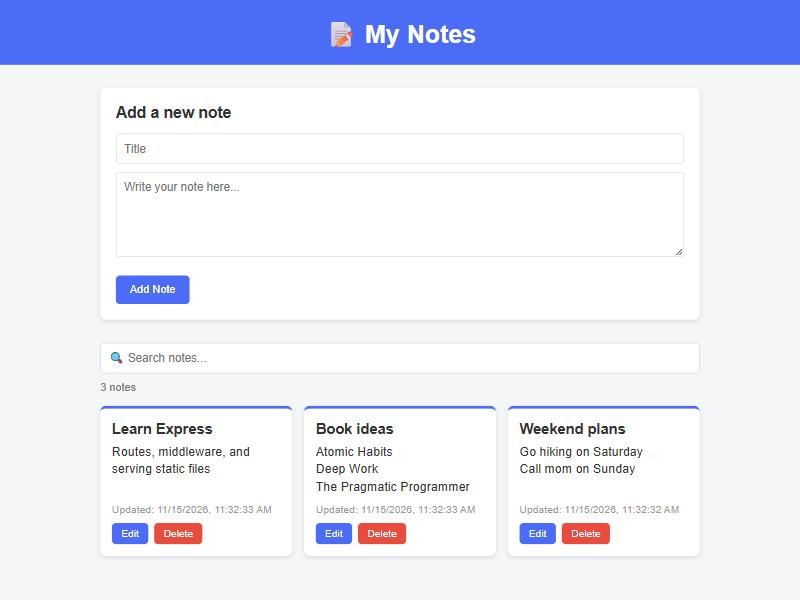 📝 My Notes
Add a new note
Title
Write your note here...
Add Note
🔍 Search notes...
3 notes
Learn Express
Routes, middleware, and
serving static files
Updated: 11/15/2026, 11:32:33 AM
Edit Delete
Book ideas
Atomic Habits
Deep Work
The Pragmatic Programmer
Updated: 11/15/2026, 11:32:33 AM
Edit Delete
Weekend plans
Go hiking on Saturday
Call mom on Sunday
Updated: 11/15/2026, 11:32:32 AM
Edit Delete